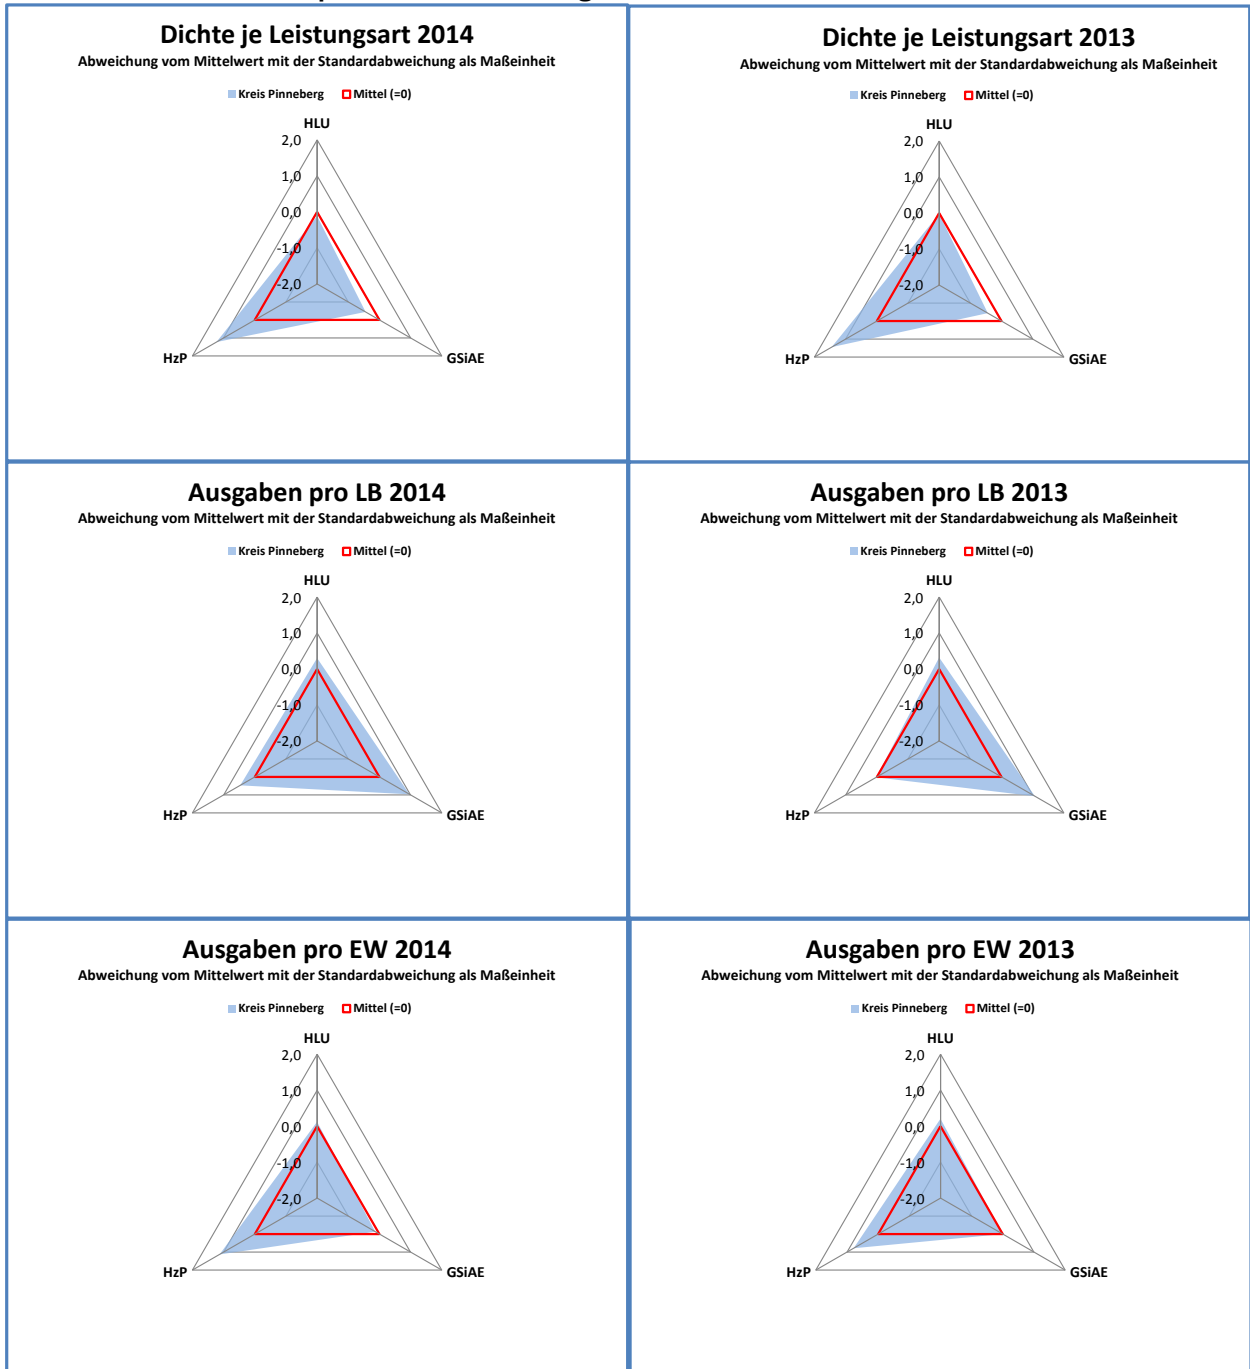 Dichte je Leistungsart 2014
Abweichung vom Mittelwert mit der Standardabweichung als Maßeinheit
Kreis Pinneberg Mittel (=0)
HLU
2,0
1,0
0,0
-1,0
-2,0
HzP
GSiAE
Dichte je Leistungsart 2013
Abweichung vom Mittelwert mit der Standardabweichung als Maßeinheit
Kreis Pinneberg Mittel (=0)
HLU
2,0
1,0
0,0
-1,0
-2,0
HzP
GSiAE
Ausgaben pro LB 2014
Abweichung vom Mittelwert mit der Standardabweichung als Maßeinheit
Kreis Pinneberg Mittel (=0)
HLU
2,0
1,0
0,0
-1,0
-2,0
HzP
GSiAE
Ausgaben pro LB 2013
Abweichung vom Mittelwert mit der Standardabweichung als Maßeinheit
Kreis Pinneberg Mittel (=0)
HLU
2,0
1,0
0,0
-1,0
-2,0
HzP
GSiAE
Ausgaben pro EW 2014
Abweichung vom Mittelwert mit der Standardabweichung als Maßeinheit
Kreis Pinneberg Mittel (=0)
HLU
2,0
1,0
0,0
-1,0
-2,0
HzP
GSiAE
Ausgaben pro EW 2013
Abweichung vom Mittelwert mit der Standardabweichung als Maßeinheit
Kreis Pinneberg Mittel (=0)
HLU
2,0
1,0
0,0
-1,0
-2,0
HzP
GSiAE